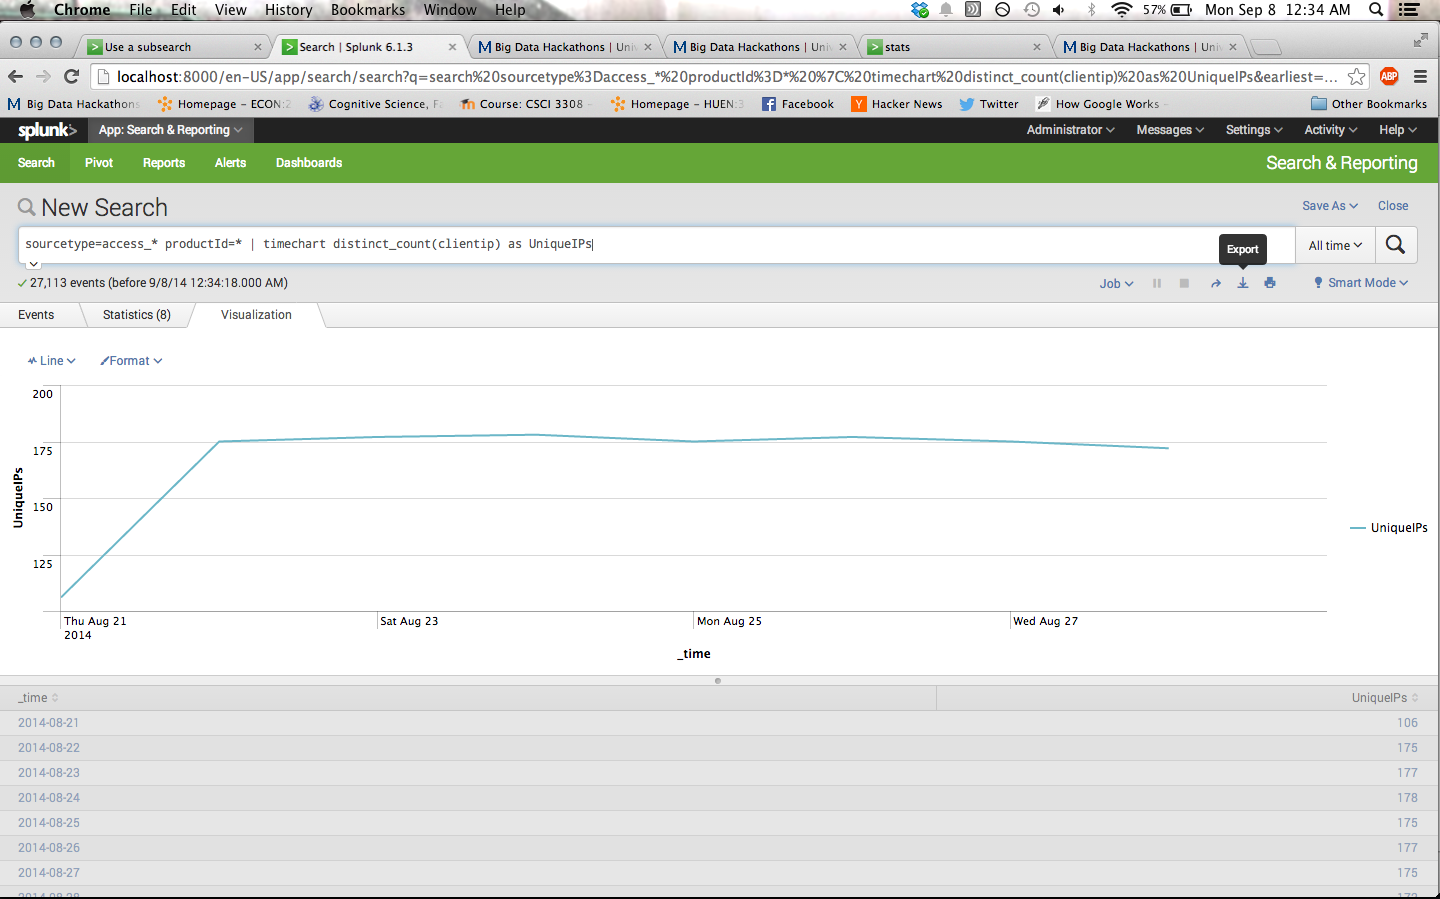 Chrome File Edit View History Bookmarks Window Help 57% Mon Sep 8 12:34 AM
Use a subsearch
Search | Splunk 6.1.3
Big Data Hackathons | Univ
Big Data Hackathons | Univ
stats
Big Data Hackathons | Univ
localhost:8000/en-US/app/search/search?q=search%20sourcetype%3Daccess_*%20productId%3D*%20%7C%20timechart%20distinct_count(clientip)%20as%20UniqueIPs&earliest=...
ABP
Big Data Hackathons Homepage – ECON:2 Cognitive Science, Fa Course: CSCI 3308 – Homepage – HUEN:3 Facebook Hacker News Twitter How Google Works – Other Bookmarks
splunk> App: Search & Reporting Administrator Messages Settings Activity Help
Search Pivot Reports Alerts Dashboards Search & Reporting
New Search Save As Close
sourcetype=access_* productId=* | timechart distinct_count(clientip) as UniqueIPs All time
Export
27,113 events (before 9/8/14 12:34:18.000 AM) Job Smart Mode
Events Statistics (8) Visualization
Line Format
200
175
150
125
UniqueIPs
UniqueIPs
Thu Aug 21 Sat Aug 23 Mon Aug 25 Wed Aug 27
2014
_time
_time UniqueIPs
2014-08-21 106
2014-08-22 175
2014-08-23 177
2014-08-24 178
2014-08-25 175
2014-08-26 177
2014-08-27 175
2014-08-28 172